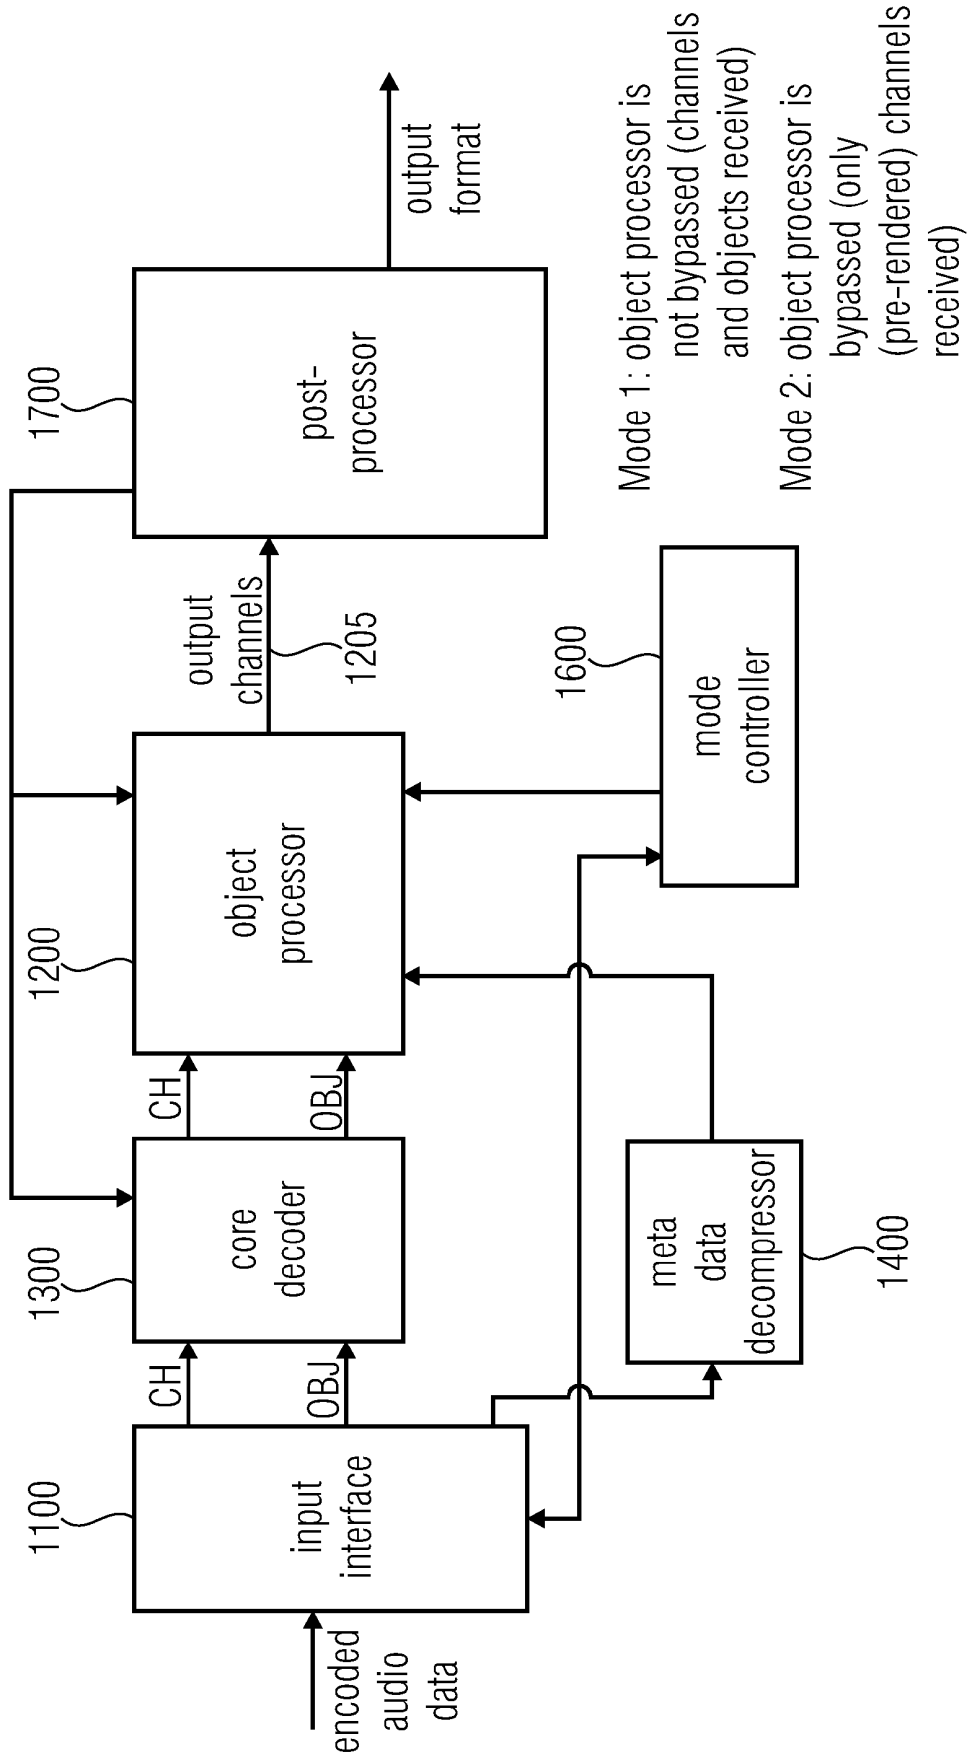 1100
1300
1200
1700
encoded
audio
data
input
interface
CH
OBJ
core
decoder
CH
OBJ
object
processor
output
channels
1205
post-
processor
output
format
meta
data
decompressor
1400
mode
controller
1600
Mode 1: object processor is
not bypassed (channels
and objects received)
Mode 2: object processor is
bypassed (only
(pre-rendered) channels
received)